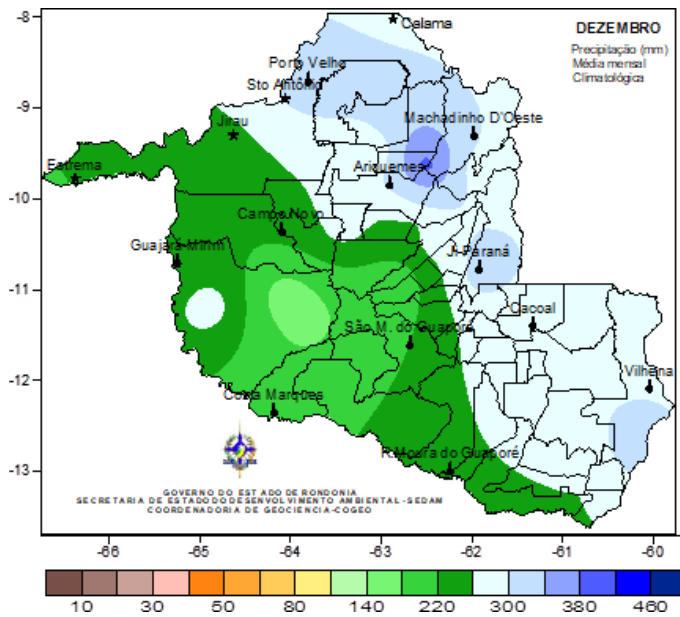 -8
Calama
DEZEMBRO
Precipitação (mm)
Média mensal
Climatológica
Porto Velho
Sto Antônio
-9
Jirau
Machadinho D'Oeste
Estrema
Ariquemes
-10
Campo Novo
Guajará-Mirim
Ji-Paraná
-11
Cacoal
São M. do Guaporé
-12
Vilhena
Costa Marques
-13
R.Moura do Guaporé
GOVERNO DO ESTADO DE RONDONIA
SECRETARIA DE ESTADO DO DESENVOLVIMENTO AMBIENTAL-SEDAM
COORDENADORIA DE GEOCIENCIA-COGEO
-66 -65 -64 -63 -62 -61 -60
10 30 50 80 140 220 300 380 460